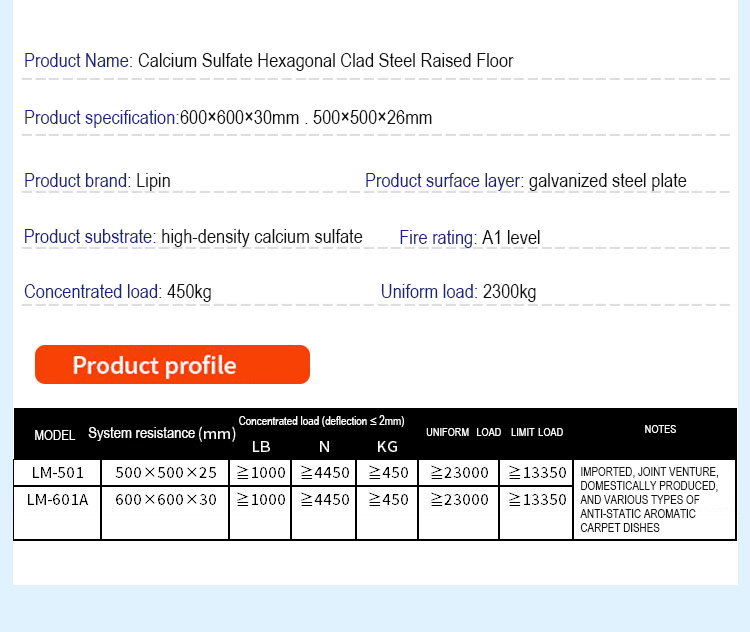 Product Name: Calcium Sulfate Hexagonal Clad Steel Raised Floor
Product specification:600×600×30mm . 500×500×26mm
Product brand: Lipin Product surface layer: galvanized steel plate
Product substrate: high-density calcium sulfate Fire rating: A1 level
Concentrated load: 450kg Uniform load: 2300kg
Product profile
MODEL System resistance (mm) Concentrated load (deflection ≤ 2mm) UNIFORM LOAD LIMIT LOAD NOTES
LB N KG
LM-501 500×500×25 ≧1000 ≧4450 ≧450 ≧23000 ≧13350
LM-601A 600×600×30 ≧1000 ≧4450 ≧450 ≧23000 ≧13350
IMPORTED, JOINT VENTURE,
DOMESTICALLY PRODUCED,
AND VARIOUS TYPES OF
ANTI-STATIC AROMATIC
CARPET DISHES